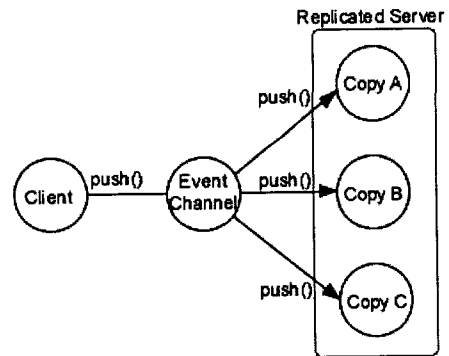 Replicated Server
Copy A
push()
push()
Event
Channel
push()
Client
Copy B
push()
Copy C